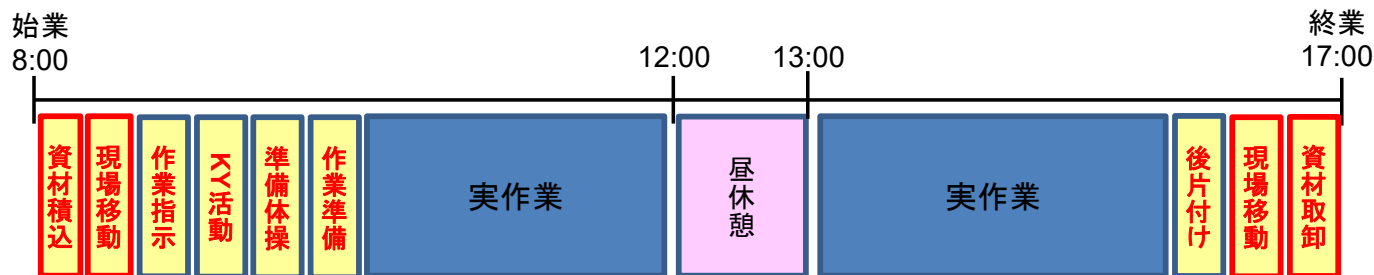 始業
8:00
12:00
13:00
終業
17:00
資材積込
現場移動
作業指示
KY活動
準備体操
作業準備
実作業
昼休憩
実作業
後片付け
現場移動
資材取卸